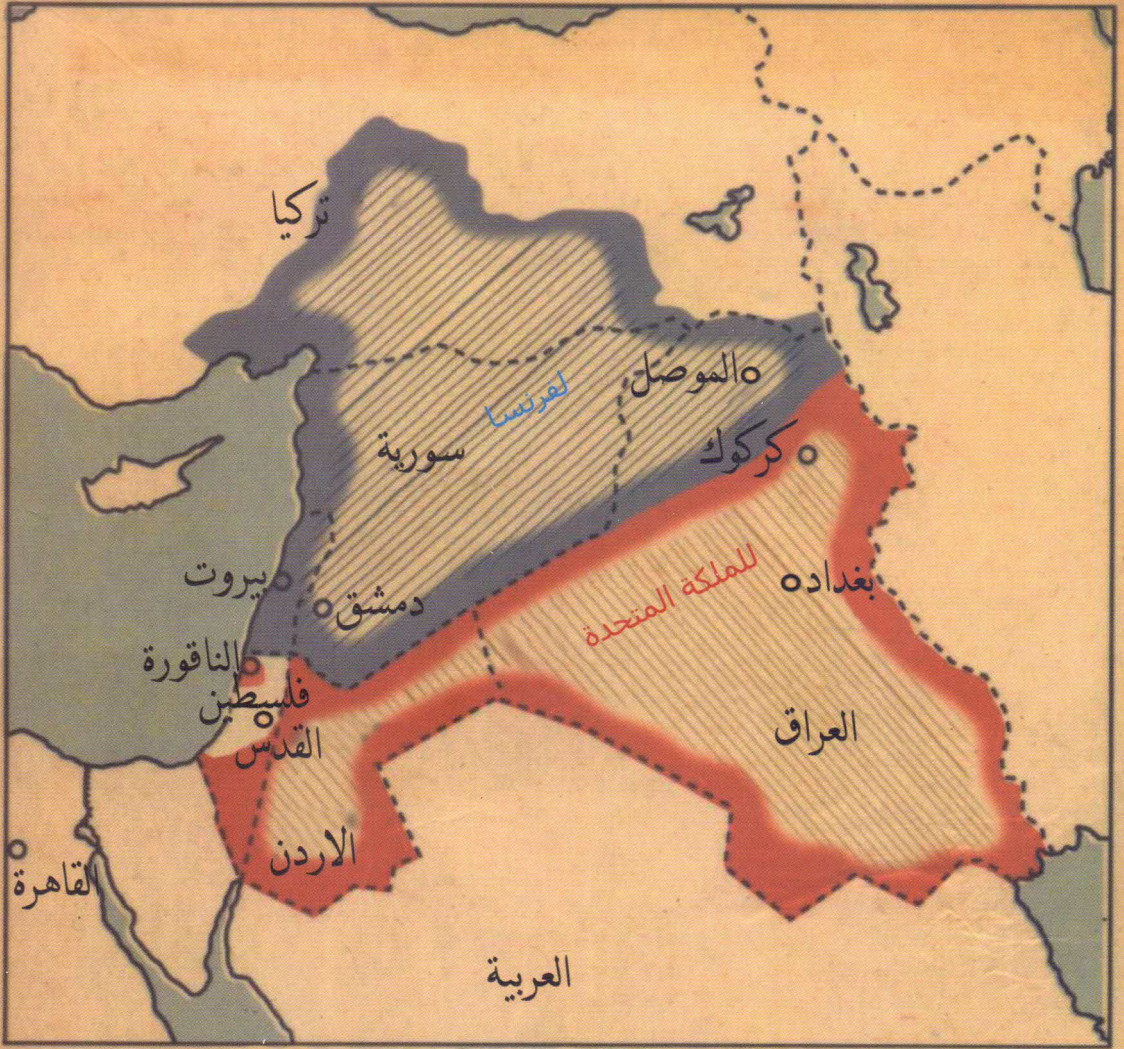 تركيا
الموصل
لفرنسا
سورية
كركوك
للملكة المتحدة
بيروت
بغداد
دمشق
الناقورة
فلسطين
القدس
العراق
الاردن
القاهرة
العربية